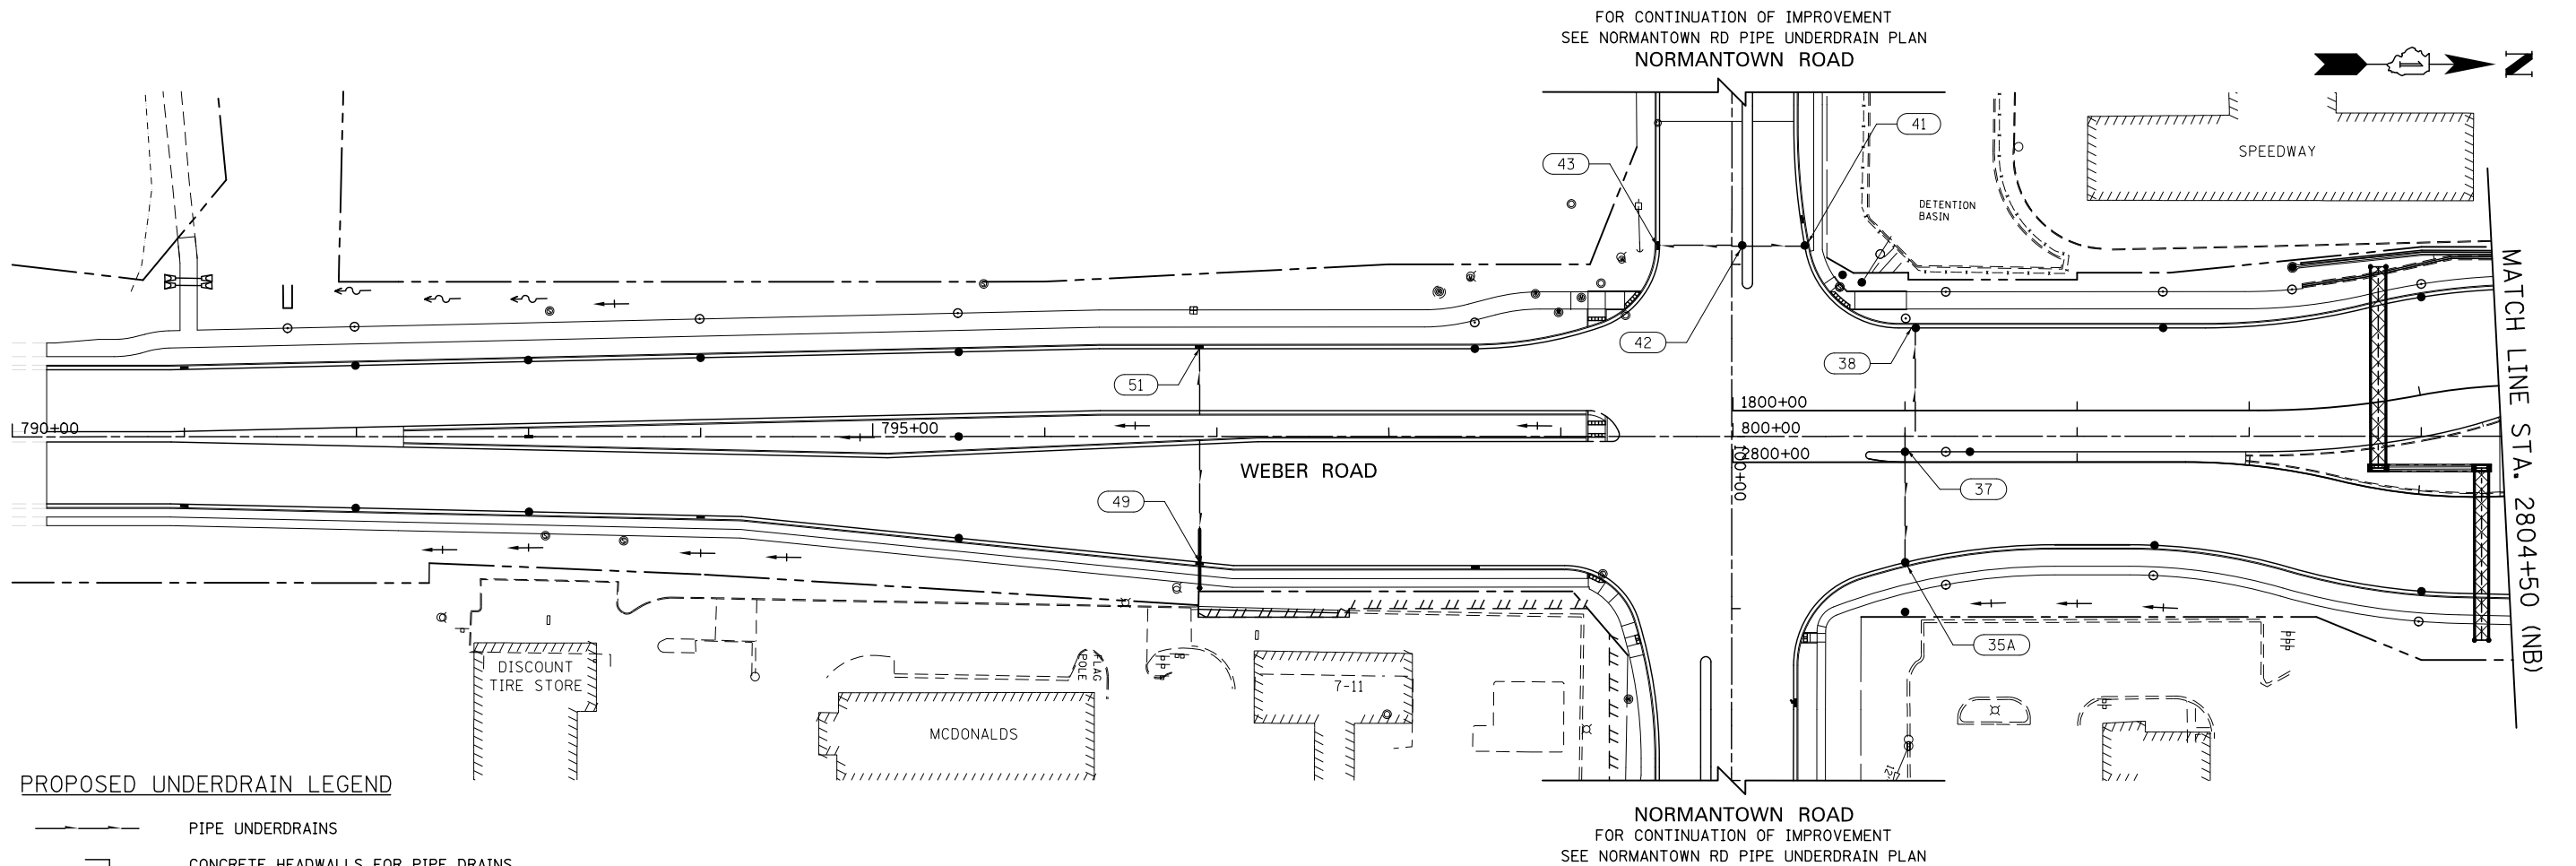 FOR CONTINUATION OF IMPROVEMENT
SEE NORMANTOWN RD PIPE UNDERDRAIN PLAN
NORMANTOWN ROAD
1
N
41
43
SPEEDWAY
DETENTION
BASIN
MATCH LINE STA. 2804+50 (NB)
42
38
51
1800+00
790+00
795+00
800+00
2800+00
100+00
WEBER ROAD
37
49
35A
DISCOUNT
TIRE STORE
FLAG
POLE
7-11
MCDONALDS
12"
PROPOSED UNDERDRAIN LEGEND
NORMANTOWN ROAD
PIPE UNDERDRAINS
FOR CONTINUATION OF IMPROVEMENT
SEE NORMANTOWN RD PIPE UNDERDRAIN PLAN
CONCRETE HEADWALLS FOR PIPE DRAINS